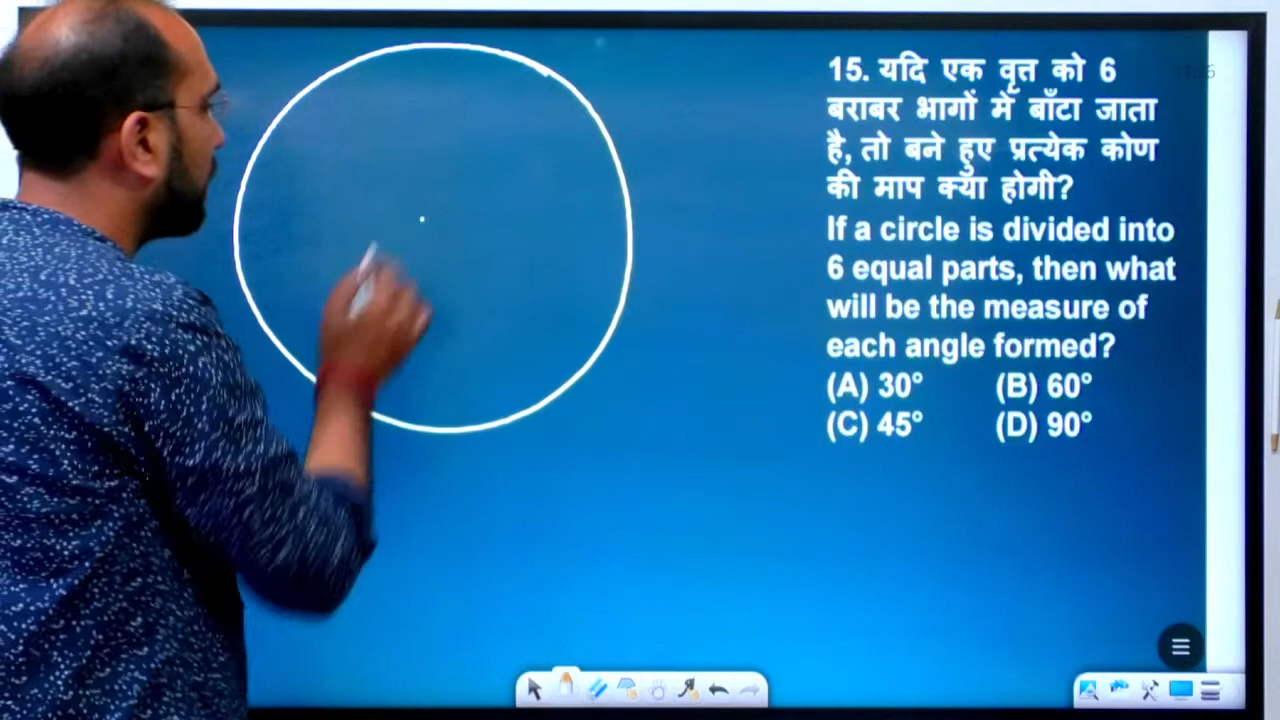 15. यदि एक वृत्त को 6
बराबर भागों में बाँटा जाता
है, तो बने हुए प्रत्येक कोण
की माप क्या होगी?
If a circle is divided into
6 equal parts, then what
will be the measure of
each angle formed?
(A) 30° (B) 60°
(C) 45° (D) 90°